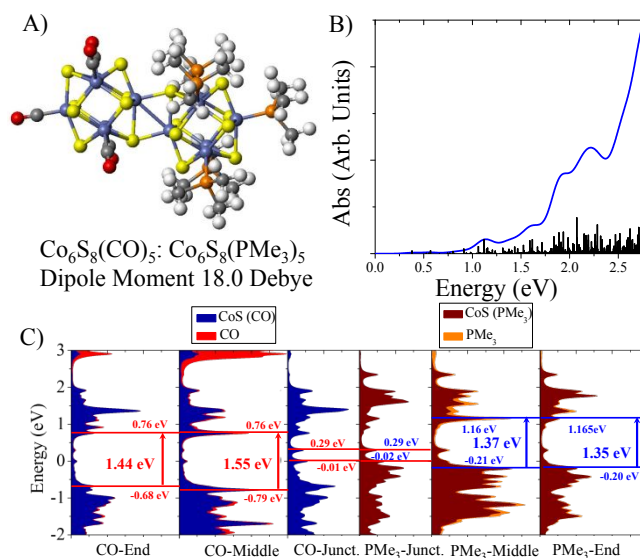 A)
Co6S8(CO)5: Co6S8(PMe3)5
Dipole Moment 18.0 Debye
B)
Abs (Arb. Units)
0.0 0.5 1.0 1.5 2.0 2.5
Energy (eV)
C)
CoS (CO)
CO
CoS (PMe3)
PMe3
Energy (eV)
3
2
1
0
-1
-2
0.76 eV
1.44 eV
-0.68 eV
0.76 eV
1.55 eV
-0.79 eV
0.29 eV
-0.01 eV
0.29 eV
-0.02 eV
1.16 eV
1.37 eV
-0.21 eV
1.165eV
1.35 eV
-0.20 eV
CO-End CO-Middle CO-Junct. PMe3-Junct. PMe3-Middle PMe3-End